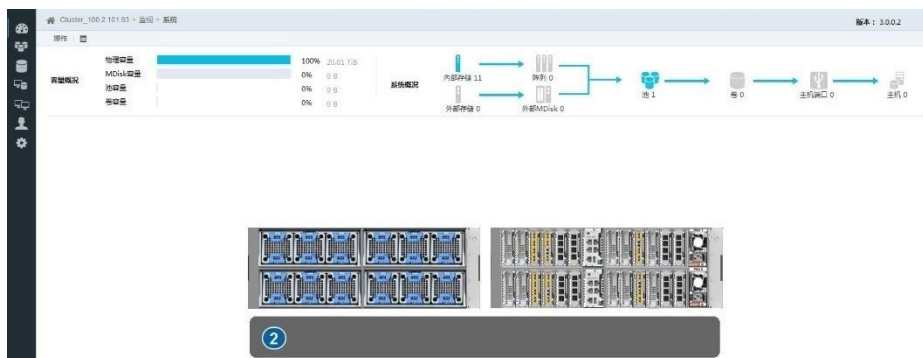 Cluster_100.2.101.93 > 监视 > 系统
版本： 3.0.0.2
操作
容量概况
物理容量 100% 20.01 TiB
MDisk容量 0% 0 B
池容量 0% 0 B
卷容量 0% 0 B
系统概况
内部存储 11
阵列 0
外部存储 0
外部MDisk 0
池 1
卷 0
主机端口 0
主机 0
2